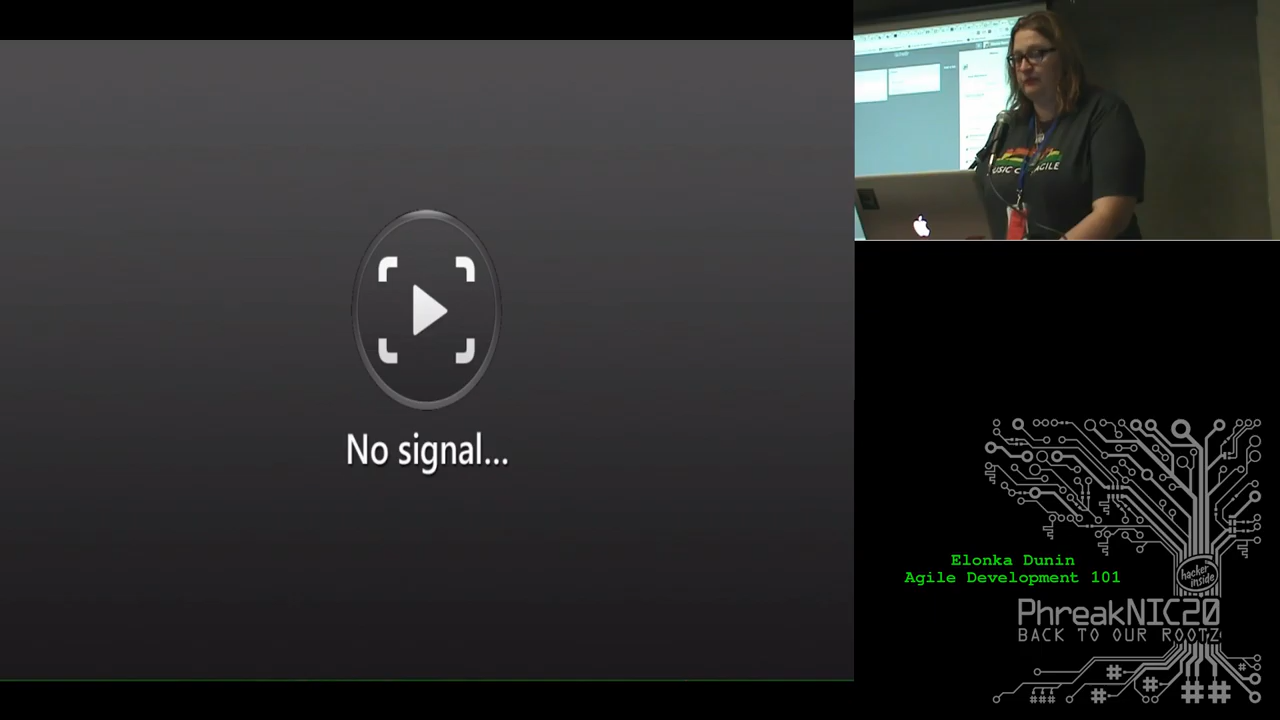 No signal...
Elonka Dunin
Agile Development 101
hacker
inside
PhreakNIC20
BACK TO OUR ROOTZ